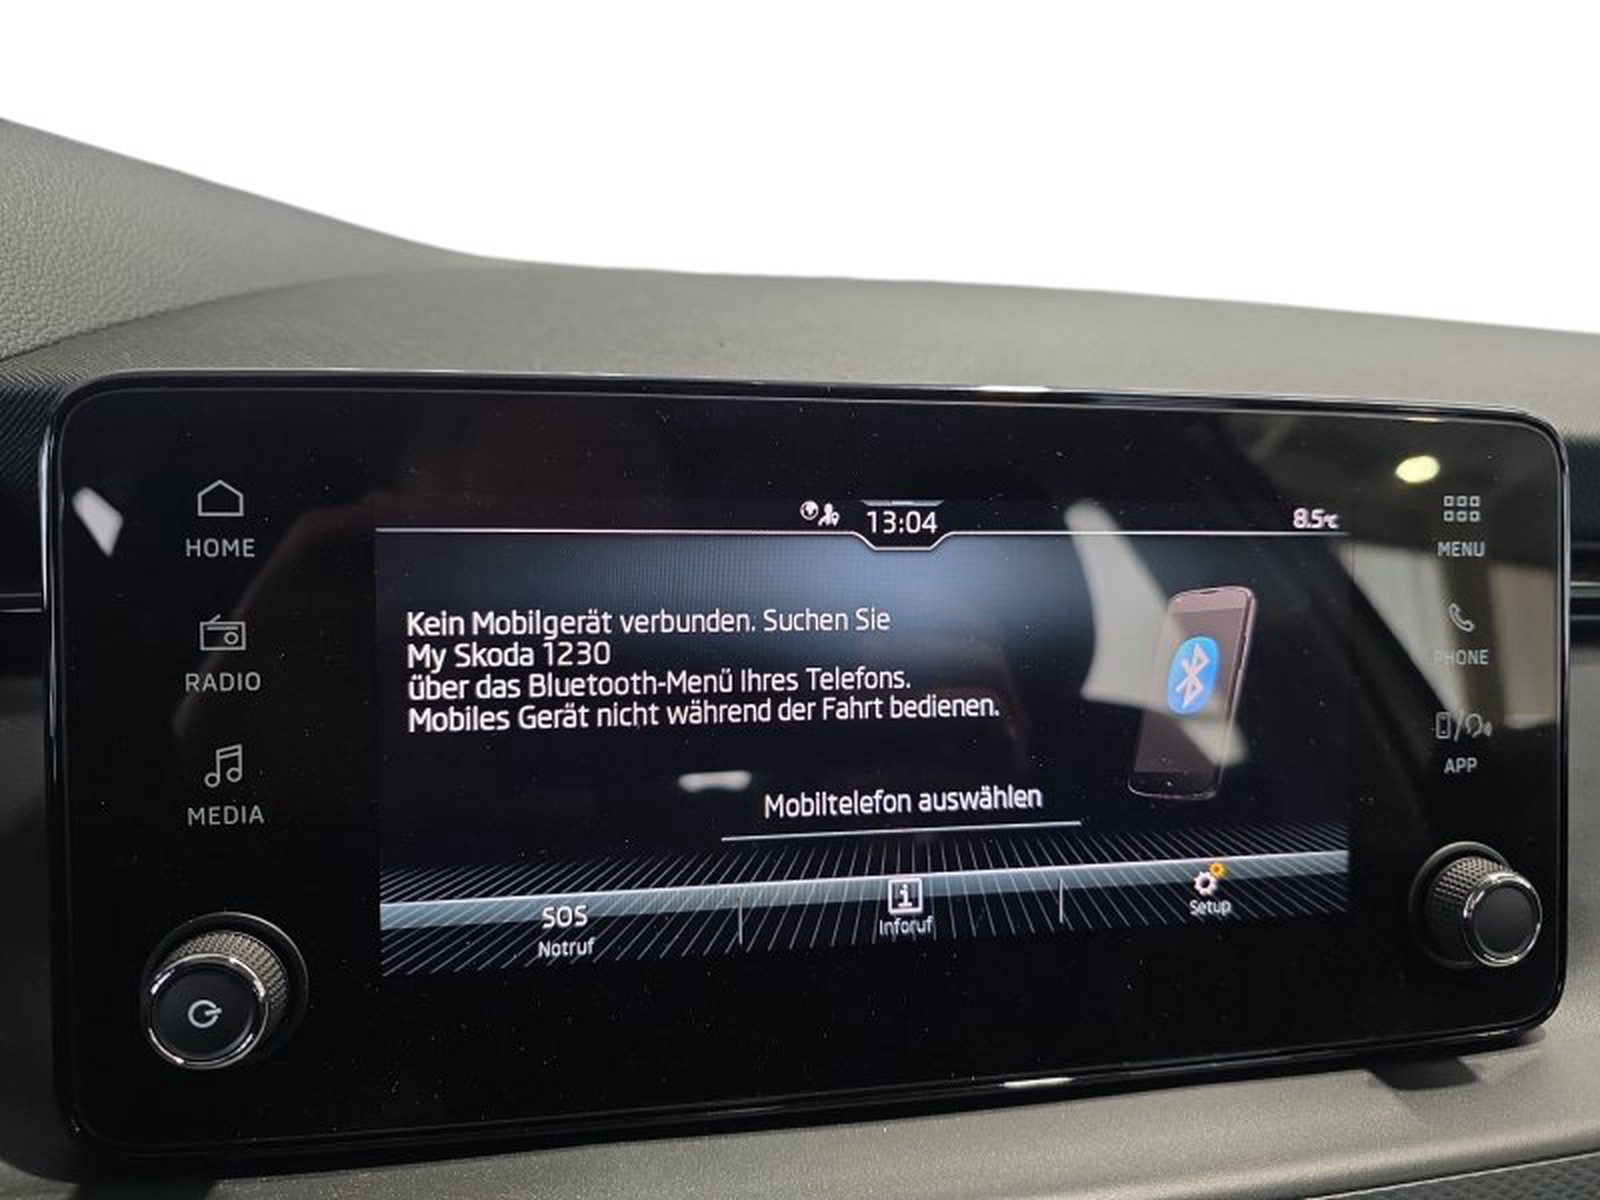 13:04
8.5°C
HOME
RADIO
MEDIA
Kein Mobilgerät verbunden. Suchen Sie
My Skoda 1230
über das Bluetooth-Menü Ihres Telefons.
Mobiles Gerät nicht während der Fahrt bedienen.
Mobiltelefon auswählen
SOS
Notruf
i
Inforuf
Setup
MENU
PHONE
APP